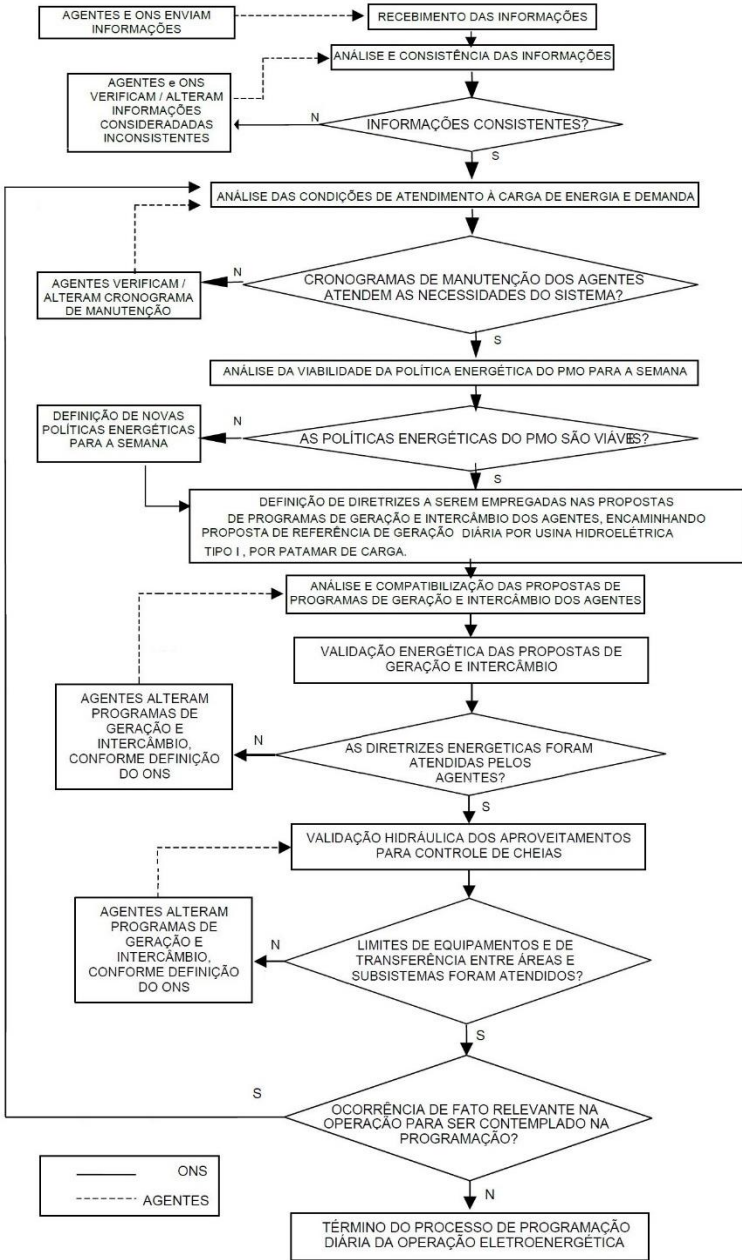 AGENTES E ONS ENVIAM
INFORMAÇÕES
RECEBIMENTO DAS INFORMAÇÕES
ANÁLISE E CONSISTÊNCIA DAS INFORMAÇÕES
AGENTES e ONS
VERIFICAM / ALTERAM
INFORMAÇÕES
CONSIDERADADAS
INCONSISTENTES
N
INFORMAÇÕES CONSISTENTES?
S
ANÁLISE DAS CONDIÇÕES DE ATENDIMENTO À CARGA DE ENERGIA E DEMANDA
N
CRONOGRAMAS DE MANUTENÇÃO DOS AGENTES
ATENDEM AS NECESSIDADES DO SISTEMA?
AGENTES VERIFICAM /
ALTERAM CRONOGRAMA
DE MANUTENÇÃO
S
ANÁLISE DA VIABILIDADE DA POLÍTICA ENERGÉTICA DO PMO PARA A SEMANA
DEFINIÇÃO DE NOVAS
POLÍTICAS ENERGÉTICAS
PARA A SEMANA
N
AS POLÍTICAS ENERGÉTICAS DO PMO SÃO VIÁVES?
S
DEFINIÇÃO DE DIRETRIZES A SEREM EMPREGADAS NAS PROPOSTAS
DE PROGRAMAS DE GERAÇÃO E INTERCÂMBIO DOS AGENTES, ENCAMINHANDO
PROPOSTA DE REFERÊNCIA DE GERAÇÃO DIÁRIA POR USINA HIDROELÉTRICA
TIPO I , POR PATAMAR DE CARGA.
ANÁLISE E COMPATIBILIZAÇÃO DAS PROPOSTAS DE
PROGRAMAS DE GERAÇÃO E INTERCÂMBIO DOS AGENTES
VALIDAÇÃO ENERGÉTICA DAS PROPOSTAS DE
GERAÇÃO E INTERCÂMBIO
AGENTES ALTERAM
PROGRAMAS DE
GERAÇÃO E
INTERCÂMBIO,
CONFORME DEFINIÇÃO
DO ONS
N
AS DIRETRIZES ENERGETICAS FORAM
ATENDIDAS PELOS
AGENTES?
S
VALIDAÇÃO HIDRÁULICA DOS APROVEITAMENTOS
PARA CONTROLE DE CHEIAS
AGENTES ALTERAM
PROGRAMAS DE
GERAÇÃO E
INTERCÂMBIO,
CONFORME DEFINIÇÃO
DO ONS
N
LIMITES DE EQUIPAMENTOS E DE
TRANSFERÊNCIA ENTRE ÁREAS E
SUBSISTEMAS FORAM ATENDIDOS?
S
S
OCORRÊNCIA DE FATO RELEVANTE NA
OPERAÇÃO PARA SER CONTEMPLADO NA
PROGRAMAÇÃO?
N
ONS
AGENTES
TÉRMINO DO PROCESSO DE PROGRAMAÇÃO
DIÁRIA DA OPERAÇÃO ELETROENERGÉTICA